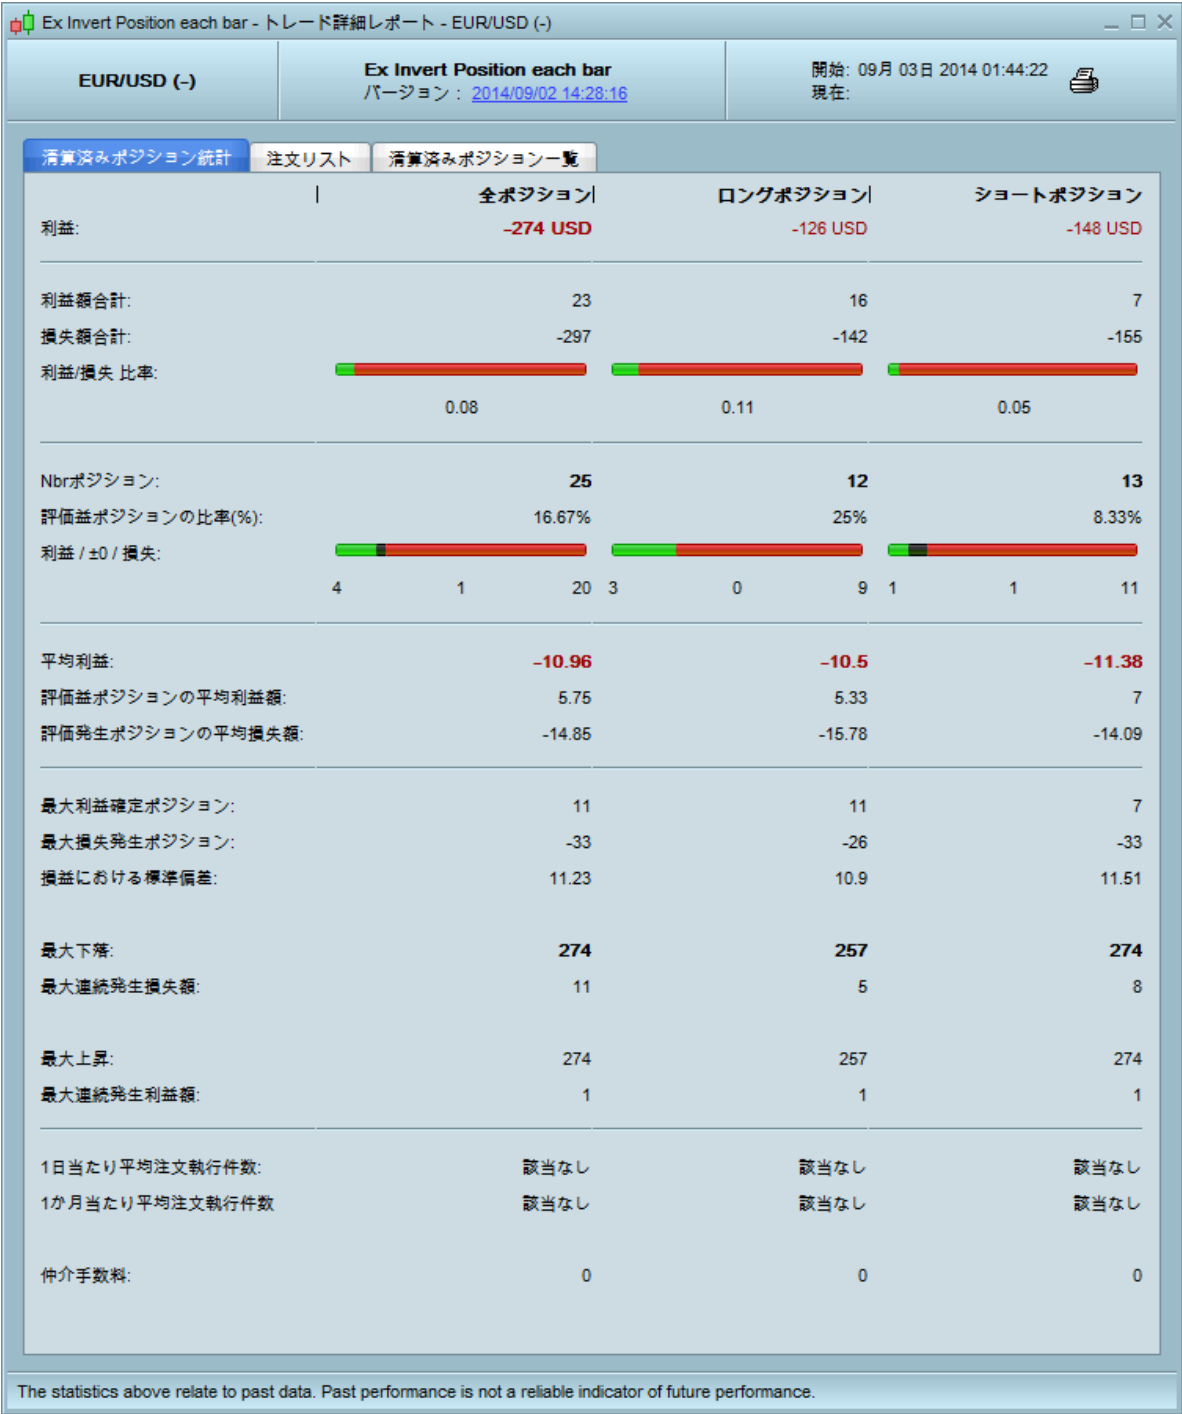 Ex Invert Position each bar - トレード詳細レポート - EUR/USD (-)
EUR/USD (-) Ex Invert Position each bar 開始: 09月 03日 2014 01:44:22
バージョン : 2014/09/02 14:28:16 現在:
清算済みポジション統計 注文リスト 清算済みポジション一覧
全ポジション ロングポジション ショートポジション
利益: -274 USD -126 USD -148 USD
利益額合計: 23 16 7
損失額合計: -297 -142 -155
利益/損失 比率:
0.08 0.11 0.05
Nbrポジション: 25 12 13
評価益ポジションの比率(%): 16.67% 25% 8.33%
利益 / ±0 / 損失:
4 1 20 3 0 9 1 1 11
平均利益: -10.96 -10.5 -11.38
評価益ポジションの平均利益額: 5.75 5.33 7
評価発生ポジションの平均損失額: -14.85 -15.78 -14.09
最大利益確定ポジション: 11 11 7
最大損失発生ポジション: -33 -26 -33
損益における標準偏差: 11.23 10.9 11.51
最大下落: 274 257 274
最大連続発生損失額: 11 5 8
最大上昇: 274 257 274
最大連続発生利益額: 1 1 1
1日当たり平均注文執行件数: 該当なし 該当なし 該当なし
1か月当たり平均注文執行件数 該当なし 該当なし 該当なし
仲介手数料: 0 0 0
The statistics above relate to past data. Past performance is not a reliable indicator of future performance.